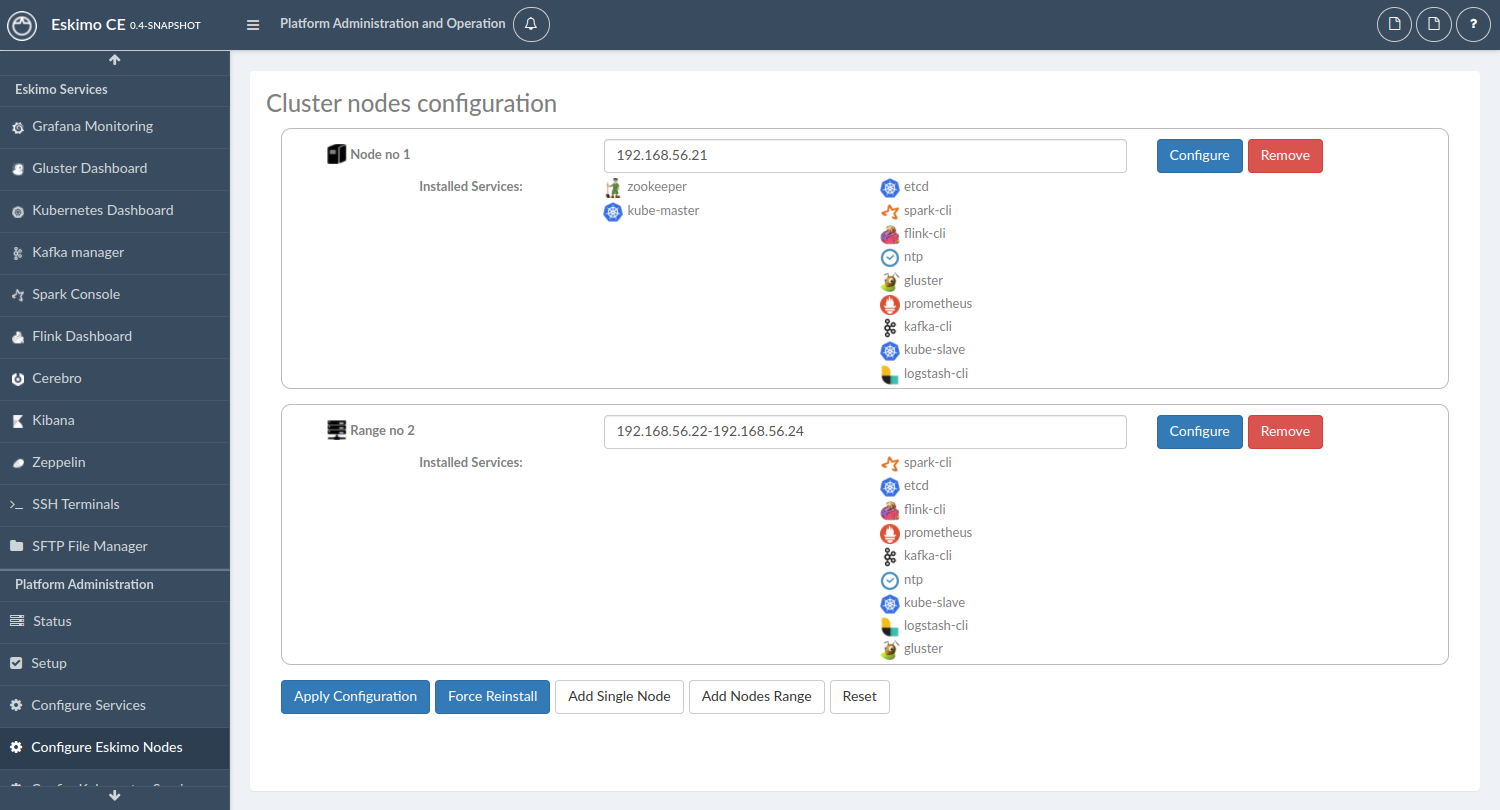 Eskimo CE 0.4-SNAPSHOT
Platform Administration and Operation
?
Eskimo Services
Grafana Monitoring
Gluster Dashboard
Kubernetes Dashboard
Kafka manager
Spark Console
Flink Dashboard
Cerebro
Kibana
Zeppelin
SSH Terminals
SFTP File Manager
Platform Administration
Status
Setup
Configure Services
Configure Eskimo Nodes
Cluster nodes configuration
Node no 1
192.168.56.21
Configure
Remove
Installed Services:
zookeeper
kube-master
etcd
spark-cli
flink-cli
ntp
gluster
prometheus
kafka-cli
kube-slave
logstash-cli
Range no 2
192.168.56.22-192.168.56.24
Configure
Remove
Installed Services:
spark-cli
etcd
flink-cli
prometheus
kafka-cli
ntp
kube-slave
logstash-cli
gluster
Apply Configuration
Force Reinstall
Add Single Node
Add Nodes Range
Reset